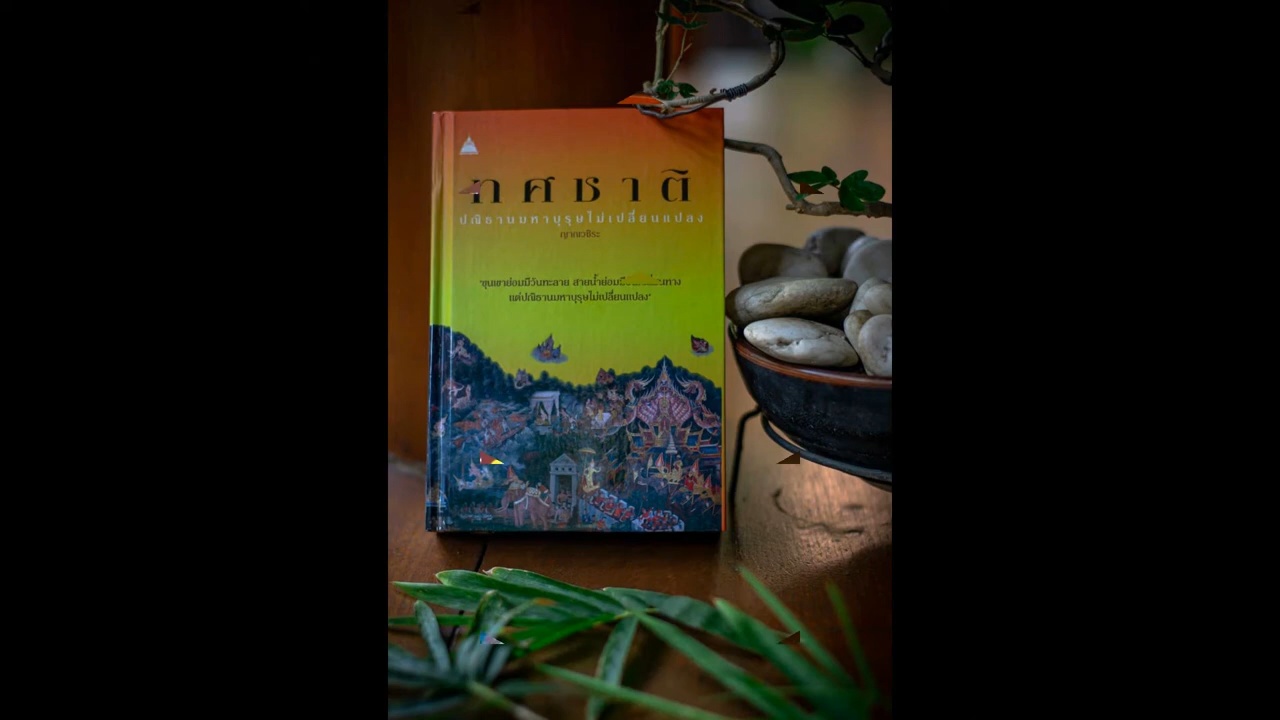 ทศชาติ
ปณิธานมหาบุรุษไม่เปลี่ยนแปลง
ญาณวชิระ
"ขุนเขาย่อมมีวันทะลาย สายน้ำย่อมมี
แต่ปณิธานมหาบุรุษไม่เปลี่ยนแปลง"